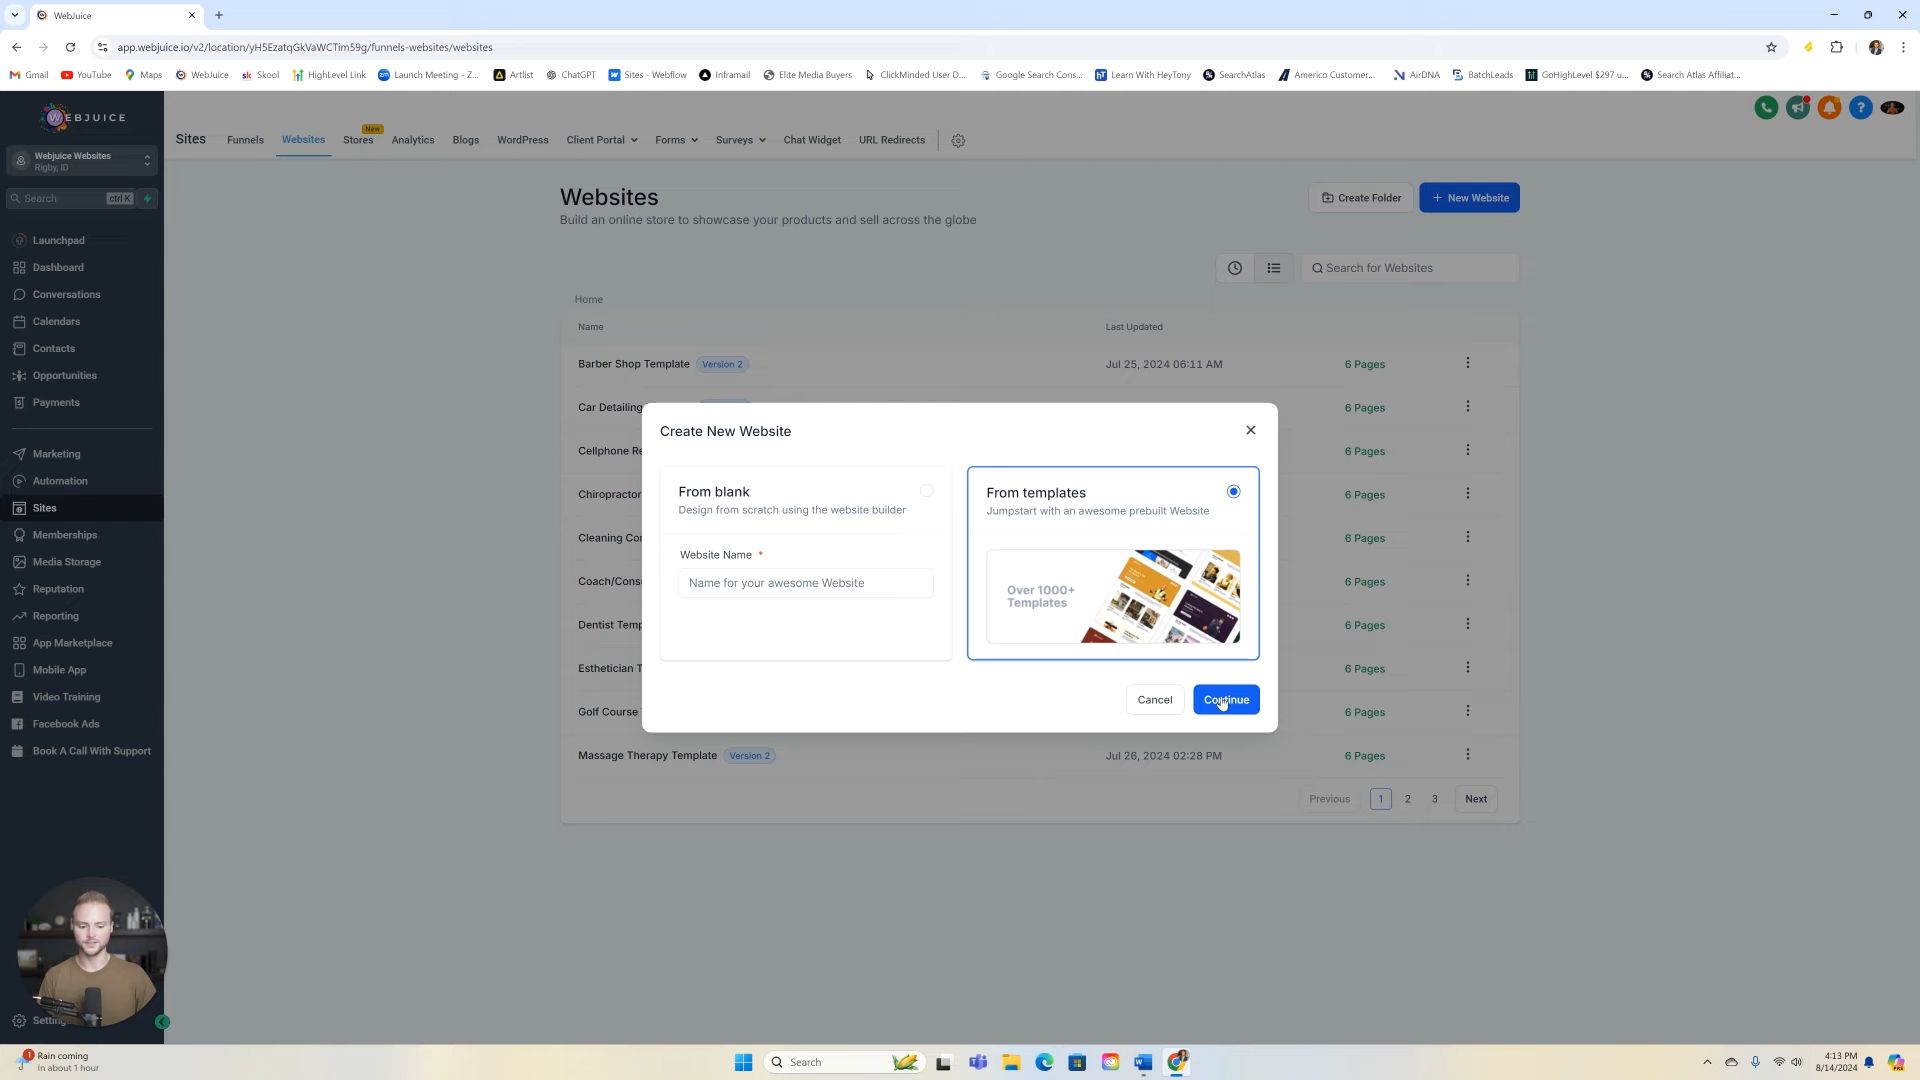 WebJuice
app.webjuice.io/v2/location/yH5EzatqGkVaWCTim59g/funnels-websites/websites
Gmail
YouTube
Maps
WebJuice
Skool
HighLevel Link
Launch Meeting - Z...
Artlist
ChatGPT
Sites - Webflow
Inframail
Elite Media Buyers
ClickMinded User D...
Google Search Cons...
Learn With HeyTony
SearchAtlas
Americo Customer...
AirDNA
BatchLeads
GoHighLevel $297 u...
Search Atlas Affiliat...
WEBJUICE
Sites
Funnels
Websites
Stores
New
Analytics
Blogs
WordPress
Client Portal
Forms
Surveys
Chat Widget
URL Redirects
Webjuice Websites
Rigby, ID
Search
ctrl K
Launchpad
Dashboard
Conversations
Calendars
Contacts
Opportunities
Payments
Marketing
Automation
Sites
Memberships
Media Storage
Reputation
Reporting
App Marketplace
Mobile App
Video Training
Facebook Ads
Book A Call With Support
Websites
Build an online store to showcase your products and sell across the globe
Create Folder
+ New Website
Search for Websites
Home
Name
Last Updated
Barber Shop Template
Version 2
Jul 25, 2024 06:11 AM
6 Pages
Car Detailing
6 Pages
Cellphone Re
6 Pages
Chiropractor
6 Pages
Cleaning Co
6 Pages
Coach/Cons
6 Pages
Dentist Temp
6 Pages
Esthetician T
6 Pages
Golf Course
6 Pages
Massage Therapy Template
Version 2
Jul 26, 2024 02:28 PM
6 Pages
Previous
1
2
3
Next
Create New Website
From blank
Design from scratch using the website builder
Website Name *
Name for your awesome Website
From templates
Jumpstart with an awesome prebuilt Website
Over 1000+
Templates
Cancel
Continue
1
Rain coming
In about 1 hour
Search
4:13 PM
8/14/2024